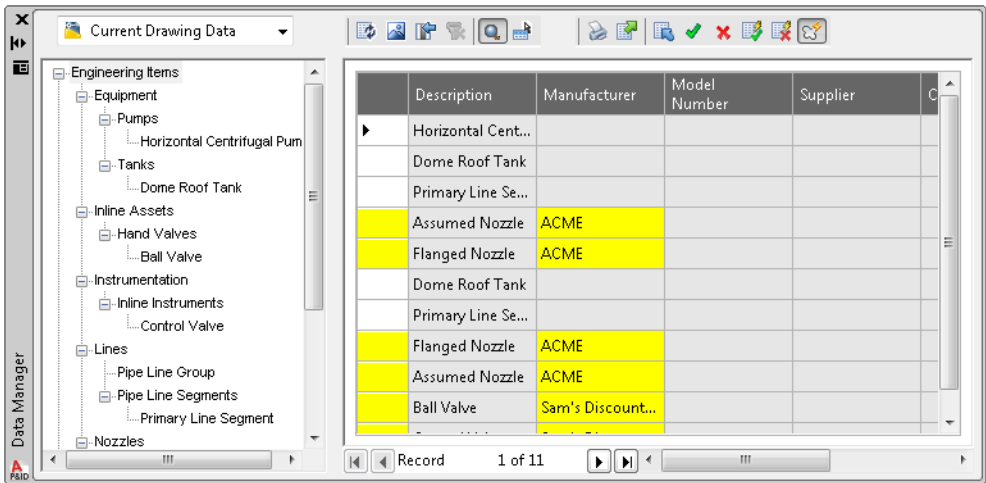 Current Drawing Data
Engineering Items
Equipment
Pumps
Horizontal Centrifugal Pum
Tanks
Dome Roof Tank
Inline Assets
Hand Valves
Ball Valve
Instrumentation
Inline Instruments
Control Valve
Lines
Pipe Line Group
Pipe Line Segments
Primary Line Segment
Nozzles
Data Manager
P&ID
Description Manufacturer Model Number Supplier C
Horizontal Cent...
Dome Roof Tank
Primary Line Se...
Assumed Nozzle ACME
Flanged Nozzle ACME
Dome Roof Tank
Primary Line Se...
Flanged Nozzle ACME
Assumed Nozzle ACME
Ball Valve Sam's Discount...
Record 1 of 11